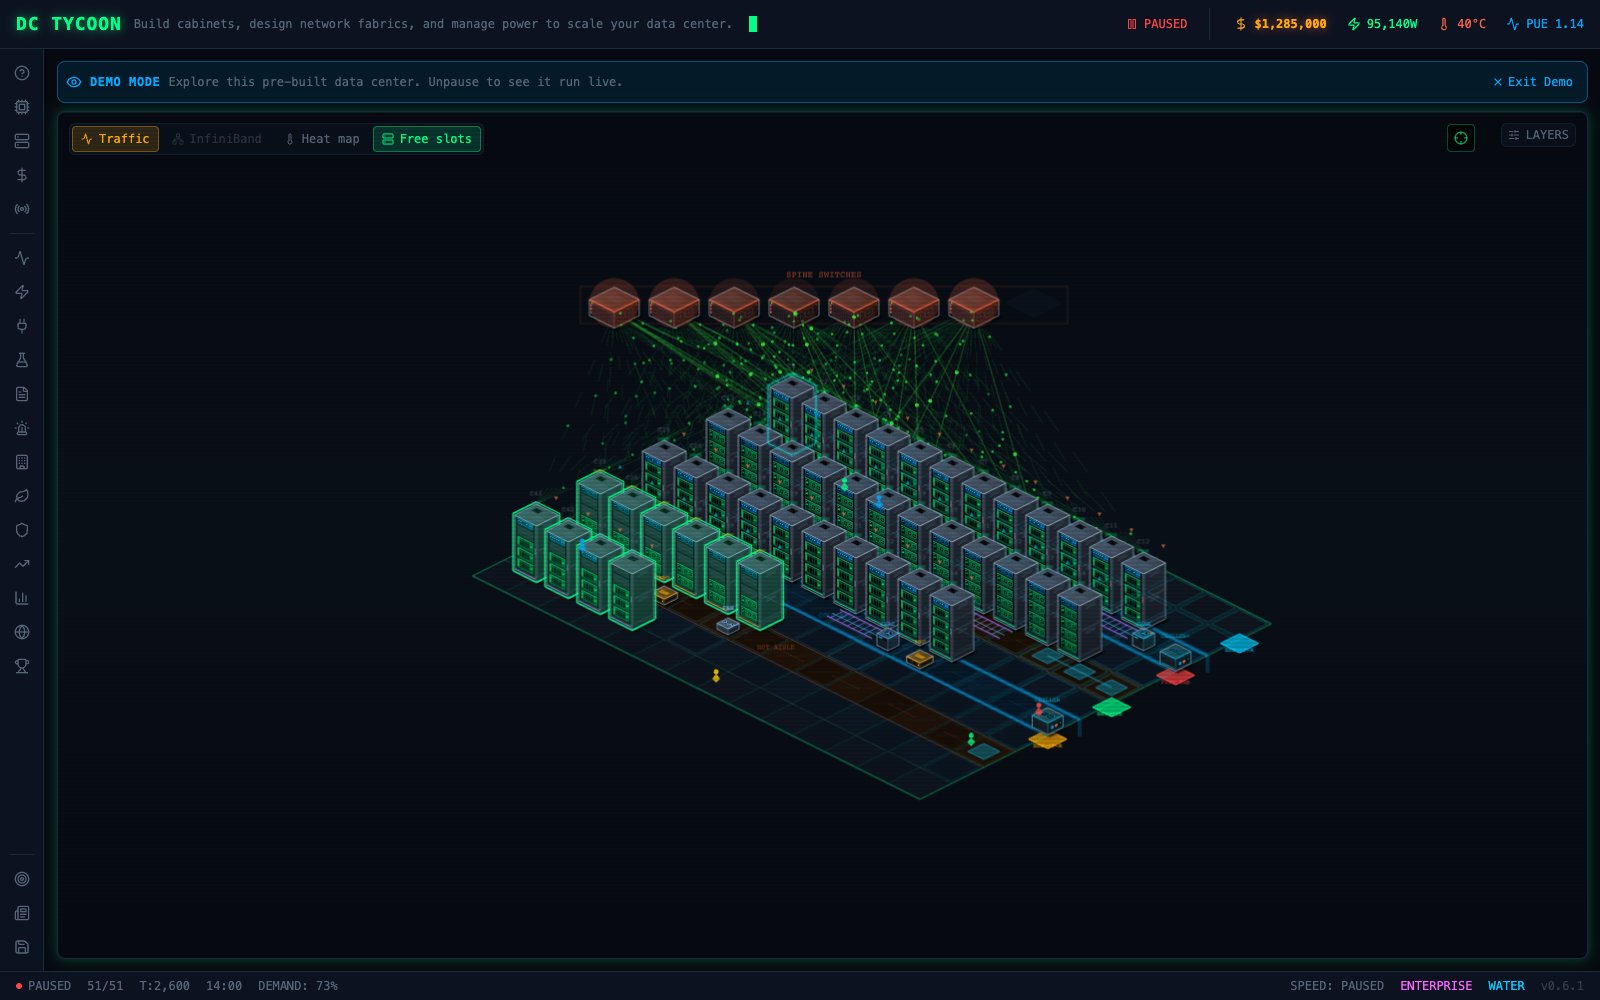 DC TYCOON Build cabinets, design network fabrics, and manage power to scale your data center. PAUSED $1,285,000 95,140W 40°C PUE 1.14
DEMO MODE Explore this pre-built data center. Unpause to see it run live. Exit Demo
Traffic InfiniBand Heat map Free slots LAYERS
SPINE SWITCHES
HOT AISLE
PAUSED 51/51 T:2,600 14:00 DEMAND: 73% SPEED: PAUSED ENTERPRISE WATER v0.6.1